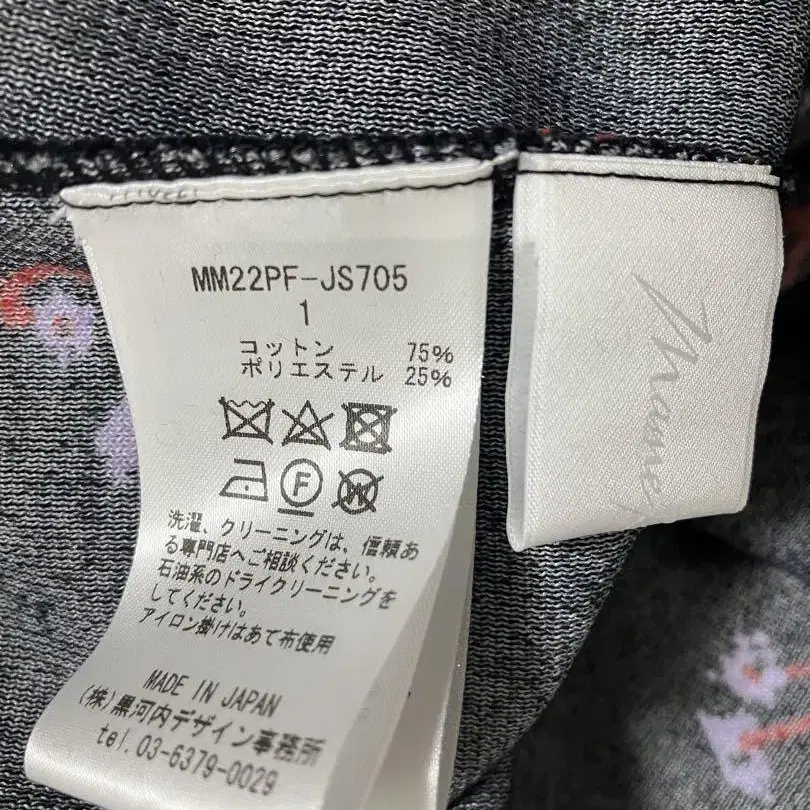 MM22PF-JS705
1
コットン 75%
ポリエステル 25%
F
W
洗濯、クリーニングは、信頼あ
る専門店へご相談ください。
石油系のドライクリーニングを
してください。
アイロン掛けはあて布使用
MADE IN JAPAN
(株)黒河内デザイン事務所
tel.03-6379-0029